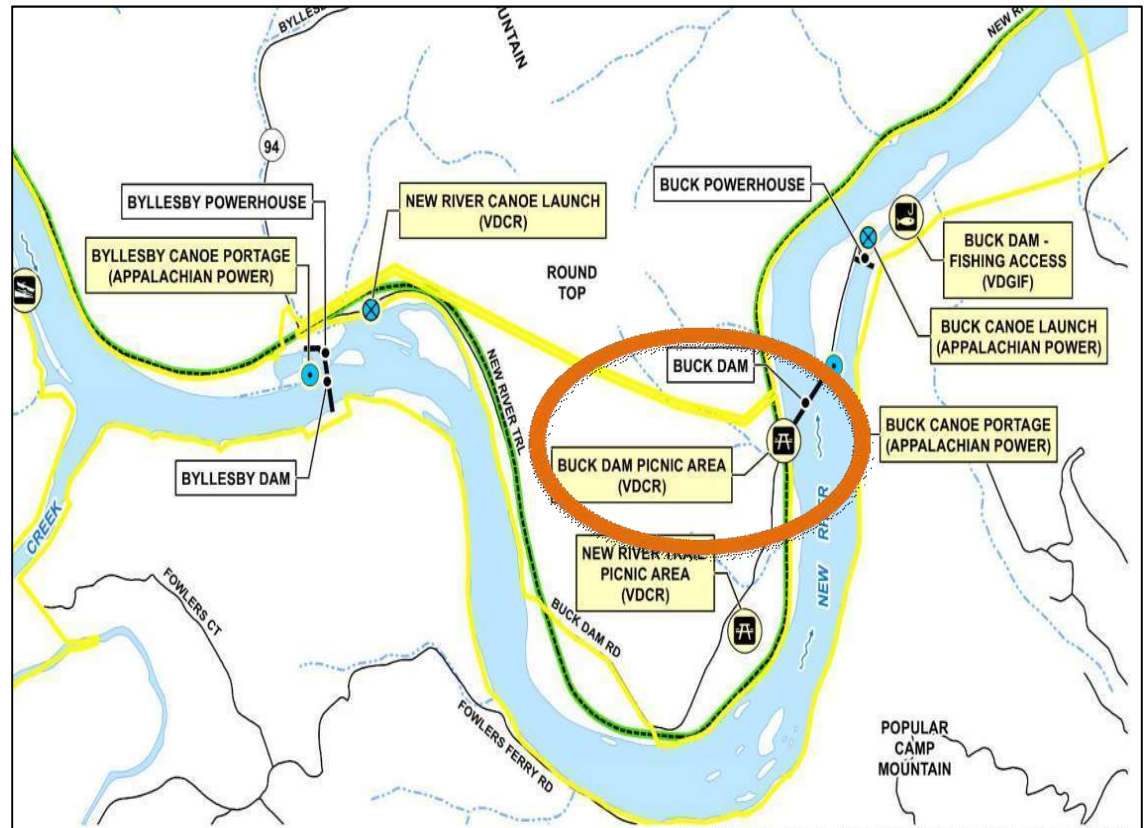 BYLLESB
UNTAIN
NEW RI
94
BYLLESBY POWERHOUSE
NEW RIVER CANOE LAUNCH
(VDCR)
BUCK POWERHOUSE
BYLLESBY CANOE PORTAGE
(APPALACHIAN POWER)
ROUND
TOP
BUCK DAM -
FISHING ACCESS
(VDGIF)
BUCK CANOE LAUNCH
(APPALACHIAN POWER)
NEW RIVER TRL
BUCK DAM
BUCK CANOE PORTAGE
(APPALACHIAN POWER)
BUCK DAM PICNIC AREA
(VDCR)
BYLLESBY DAM
CREEK
NEW RIVER TRAIL
PICNIC AREA
(VDCR)
NEW RIVER
FOWLERS CT
BUCK DAM RD
FOWLERS FERRY RD
POPULAR
CAMP
MOUNTAIN